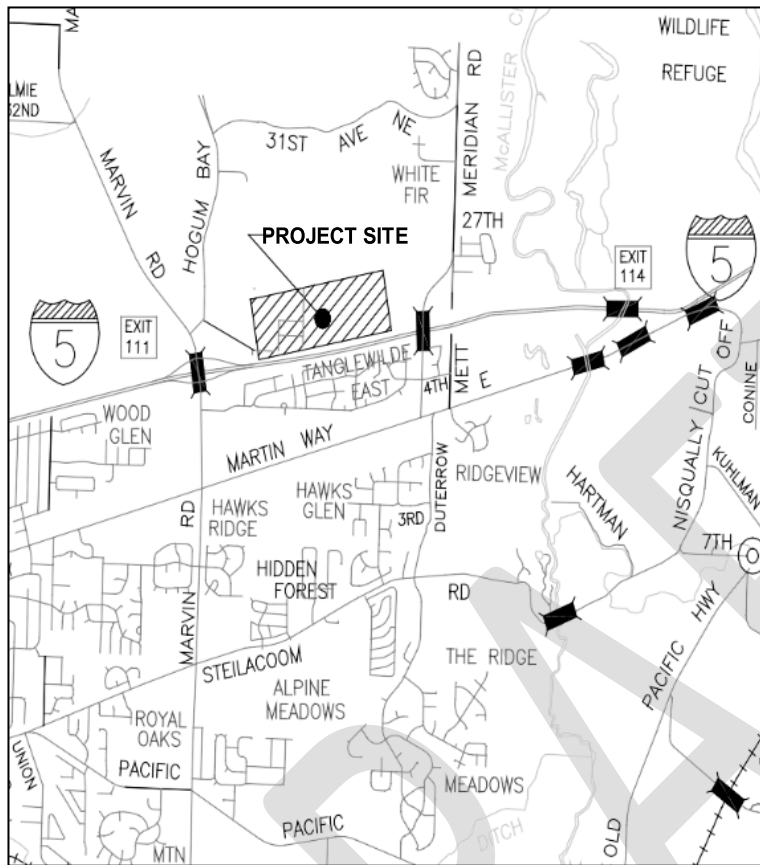 MA
WILDLIFE
REFUGE
LMIE
32ND
MARVIN
RD
HOGUM BAY
31ST AVE NE
WHITE
FIR
MERIDIAN RD
McALLISTER
27TH
PROJECT SITE
EXIT
114
5
5
EXIT
111
TANGLEWILDE
EAST
4TH
METT
E
NISQUALLY CUT OFF
CONINE
WOOD
GLEN
MARTIN WAY
RIDGEVIEW
KUHLMAN
HAWKS
RIDGE
HAWKS
GLEN
3RD
DUTERROW
HARTMAN
7TH
RD
MARVIN
HIDDEN
FOREST
RD
STEILACOOM
THE RIDGE
ALPINE
MEADOWS
PACIFIC HWY
OLD
ROYAL
OAKS
UNION
PACIFIC
MEADOWS
PACIFIC
DITCH
MTN